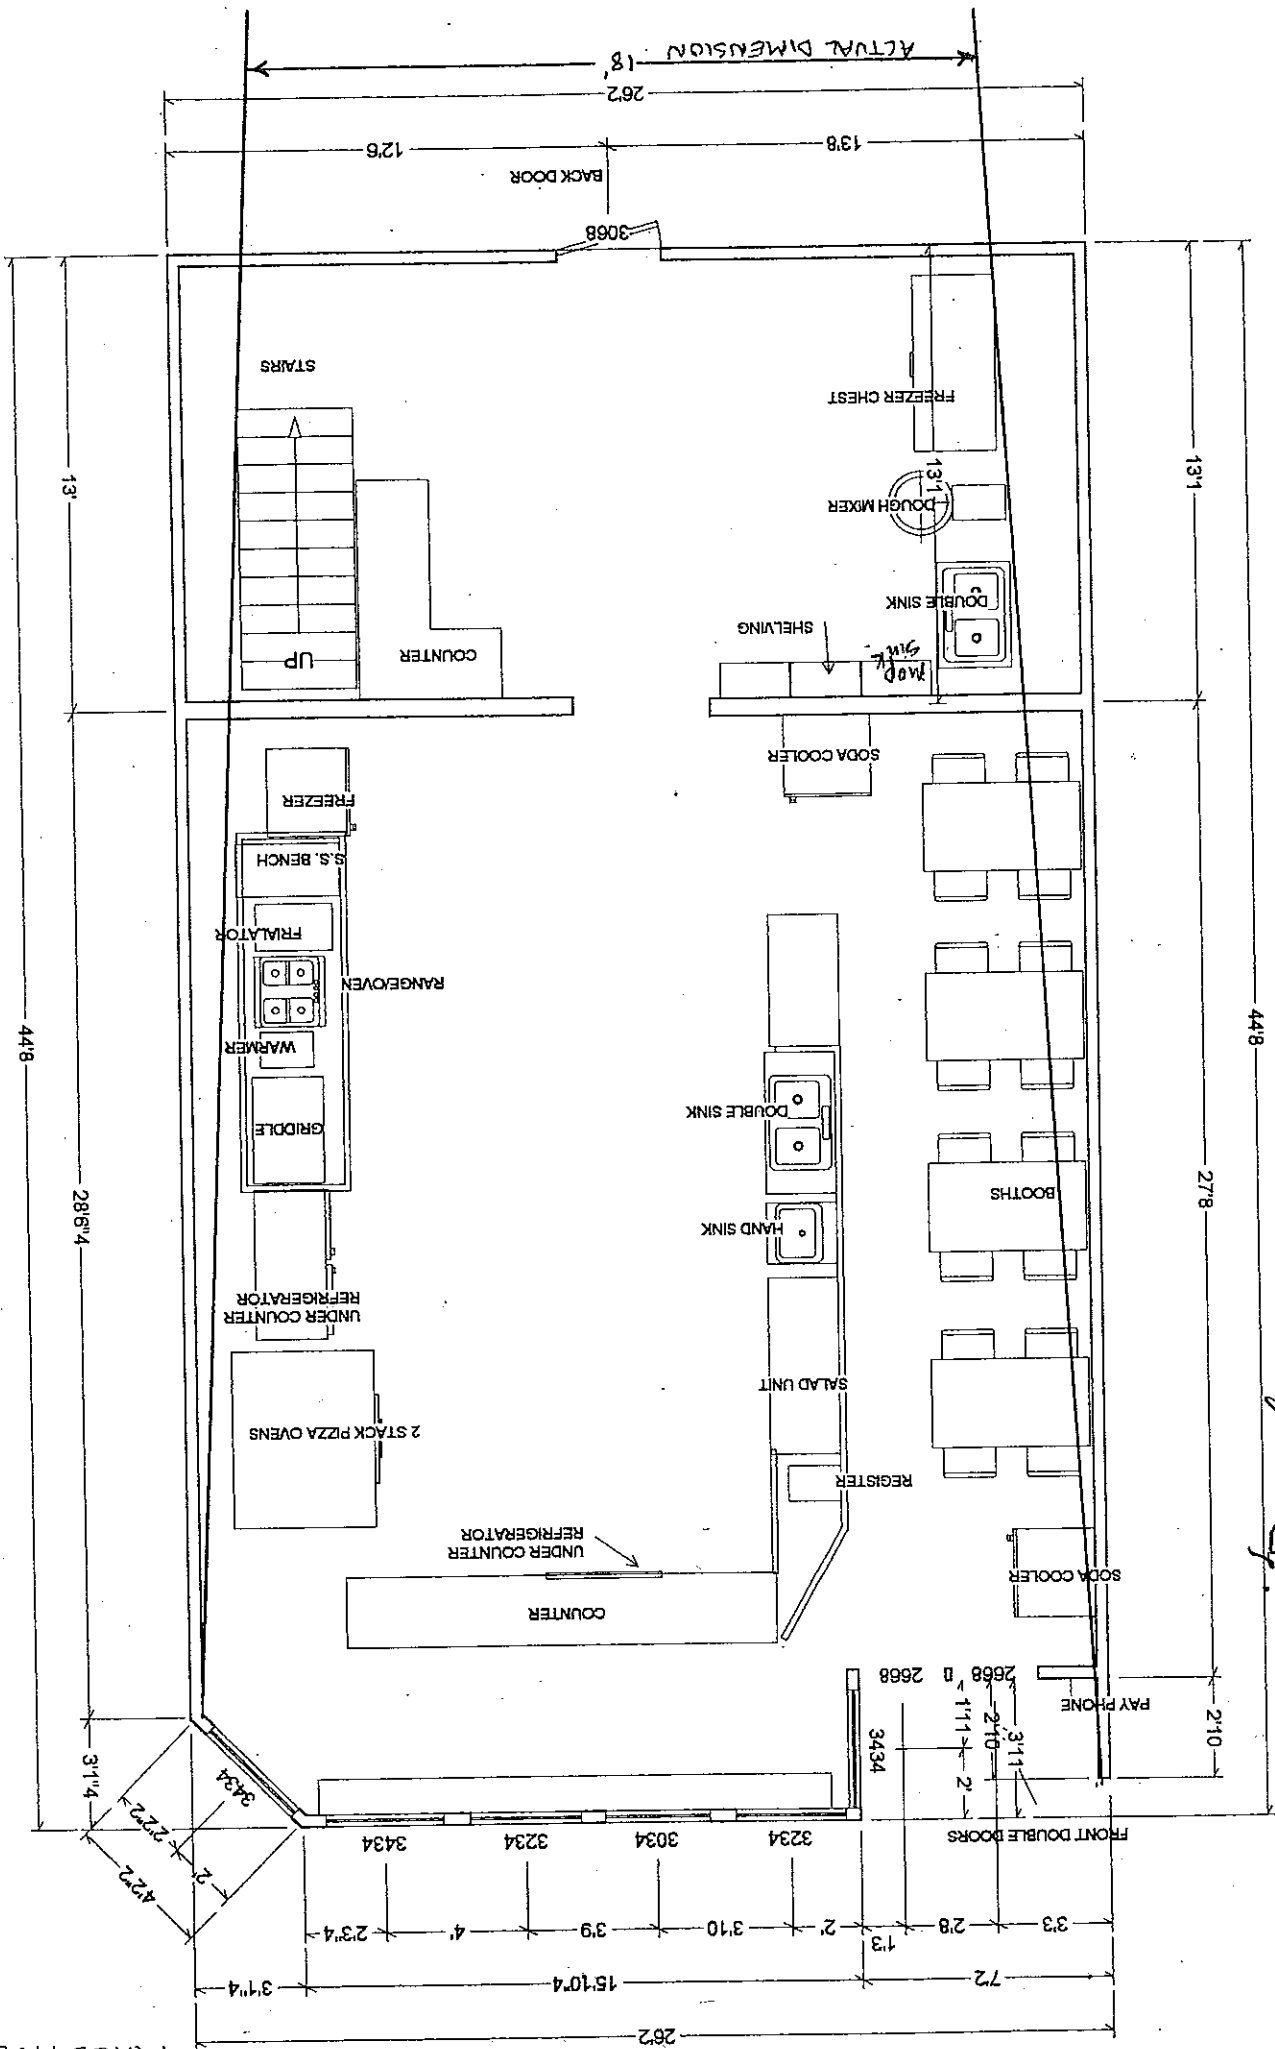 26'2
7'2
15'10"4
3'1"4
3'3
2'8
1'3
2'
3'10
3'9
4'
2'3"4
2'
2'2"2
4'2"2
FRONT DOUBLE DOORS
3234
3034
3234
3434
3434
3434
2'10
3'11
2'10
1'11
2'
3'1"4
PAY PHONE
2668
2668
SODA COOLER
COUNTER
UNDER COUNTER
REFRIGERATOR
REGISTER
2 STACK PIZZA OVENS
SALAD UNIT
UNDER COUNTER
REFRIGERATOR
BOOTHS
HAND SINK
27'8
28'6"4
GRIDDLE
DOUBLE SINK
WARMER
44'8
44'8
RANGE/OVEN
FRIALATOR
S.S. BENCH
FREEZER
SODA COOLER
MOP
SINK
SHELVING
COUNTER
UP
DOUBLE SINK
DOUGH MIXER
13'1
13'1
13'
FREEZER CHEST
STAIRS
3068
BACK DOOR
13'8
12'6
26'2
ACTUAL DIMENSION 18'